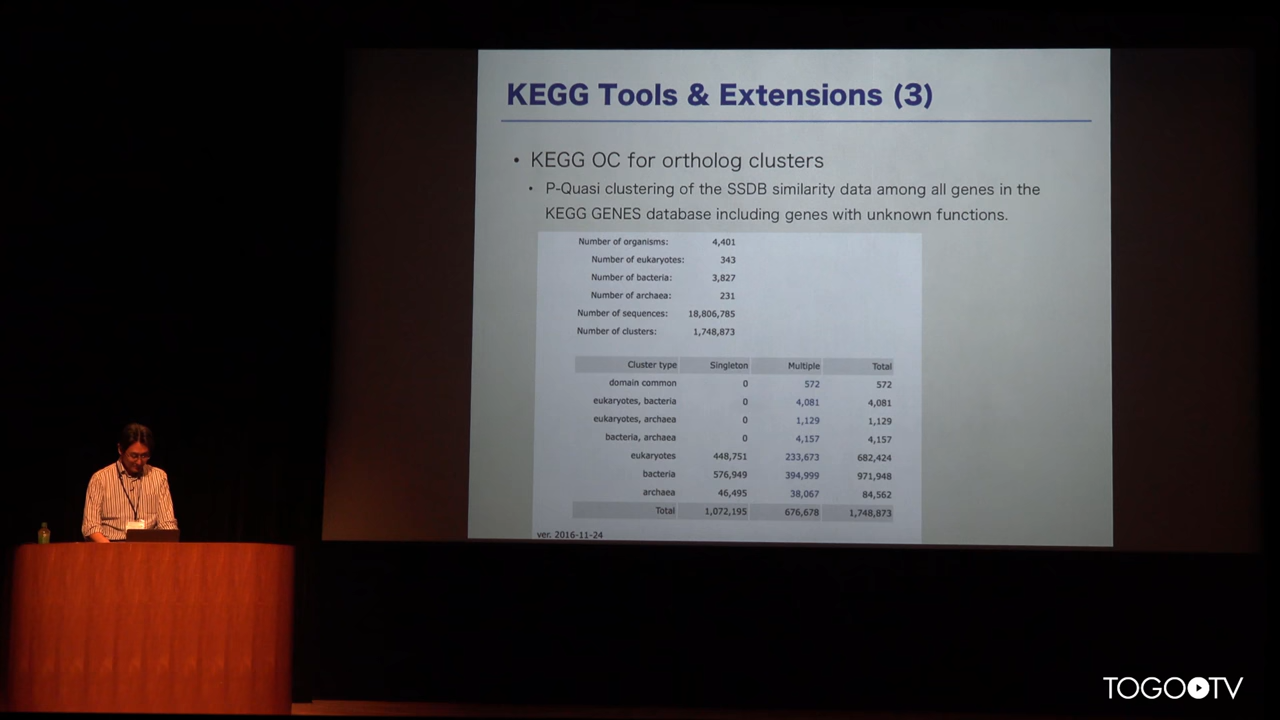 KEGG Tools & Extensions (3)
• KEGG OC for ortholog clusters
• P-Quasi clustering of the SSDB similarity data among all genes in the
KEGG GENES database including genes with unknown functions.
Number of organisms: 4,401
Number of eukaryotes: 343
Number of bacteria: 3,827
Number of archaea: 231
Number of sequences: 18,806,785
Number of clusters: 1,748,873
Cluster type Singleton Multiple Total
domain common 0 572 572
eukaryotes, bacteria 0 4,081 4,081
eukaryotes, archaea 0 1,129 1,129
bacteria, archaea 0 4,157 4,157
eukaryotes 448,751 233,673 682,424
bacteria 576,949 394,999 971,948
archaea 46,495 38,067 84,562
Total 1,072,195 676,678 1,748,873
ver. 2016-11-24
TOGOTV